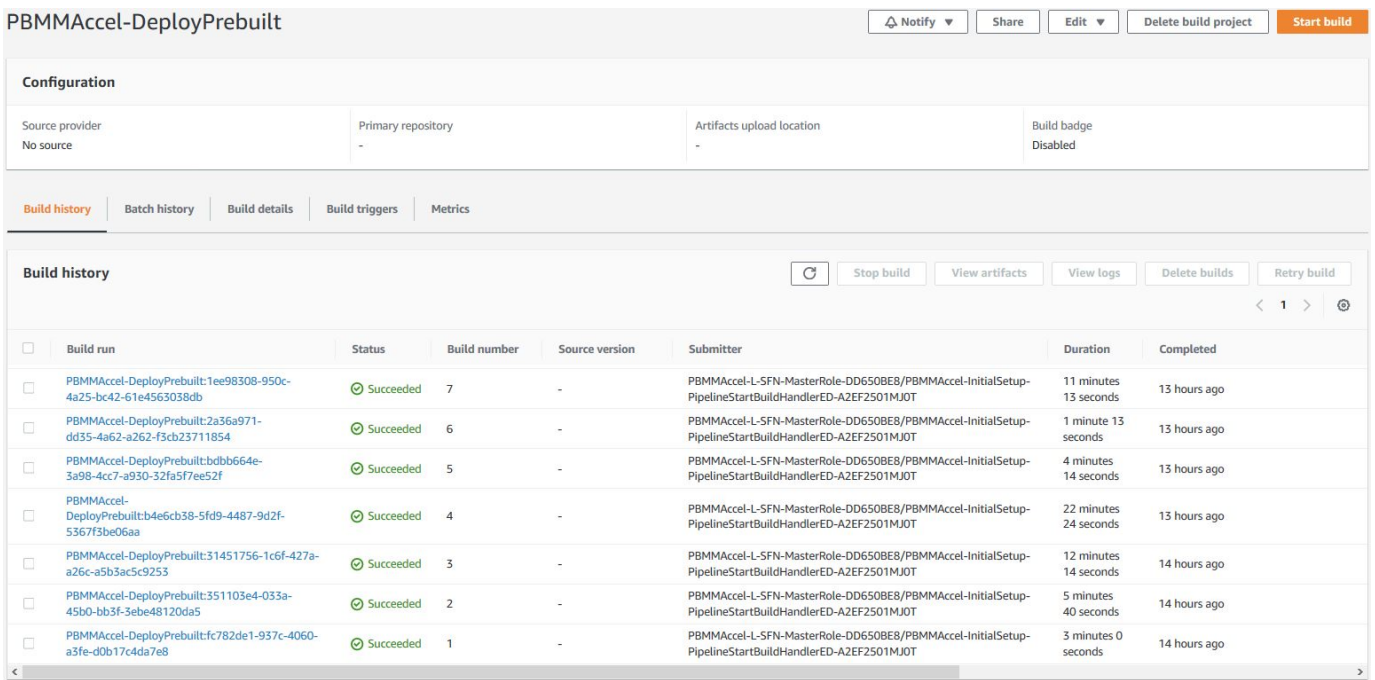 PBMMAccel-DeployPrebuilt
Notify ▼ Share Edit ▼ Delete build project Start build
Configuration
Source provider Primary repository Artifacts upload location Build badge
No source - - Disabled
Build history Batch history Build details Build triggers Metrics
Build history Stop build View artifacts View logs Delete builds Retry build
< 1 >
Build run Status Build number Source version Submitter Duration Completed
PBMMAccel-DeployPrebuilt:1ee98308-950c- PBMMAccel-L-SFN-MasterRole-DD650BE8/PBMMAccel-InitialSetup- 11 minutes
Succeeded 7 - 13 hours ago
4a25-bc42-61e4563038db PipelineStartBuildHandlerED-A2EF2501MJ0T 13 seconds
PBMMAccel-DeployPrebuilt:2a36a971- PBMMAccel-L-SFN-MasterRole-DD650BE8/PBMMAccel-InitialSetup- 1 minute 13
Succeeded 6 - 13 hours ago
dd35-4a62-a262-f3cb23711854 PipelineStartBuildHandlerED-A2EF2501MJ0T seconds
PBMMAccel-DeployPrebuilt:bdbb664e- PBMMAccel-L-SFN-MasterRole-DD650BE8/PBMMAccel-InitialSetup- 4 minutes
Succeeded 5 - 13 hours ago
3a98-4cc7-a930-32fa5f7ee52f PipelineStartBuildHandlerED-A2EF2501MJ0T 14 seconds
PBMMAccel- PBMMAccel-L-SFN-MasterRole-DD650BE8/PBMMAccel-InitialSetup- 22 minutes
DeployPrebuilt:b4e6cb38-5fd9-4487-9d2f- Succeeded 4 - 13 hours ago
5367f3be06aa PipelineStartBuildHandlerED-A2EF2501MJ0T 24 seconds
PBMMAccel-DeployPrebuilt:31451756-1c6f-427a- PBMMAccel-L-SFN-MasterRole-DD650BE8/PBMMAccel-InitialSetup- 12 minutes
Succeeded 3 - 14 hours ago
a26c-a5b3ac5c9253 PipelineStartBuildHandlerED-A2EF2501MJ0T 14 seconds
PBMMAccel-DeployPrebuilt:351103e4-033a- PBMMAccel-L-SFN-MasterRole-DD650BE8/PBMMAccel-InitialSetup- 5 minutes
Succeeded 2 - 14 hours ago
45b0-bb3f-3ebe48120da5 PipelineStartBuildHandlerED-A2EF2501MJ0T 40 seconds
PBMMAccel-DeployPrebuilt:fc782de1-937c-4060- PBMMAccel-L-SFN-MasterRole-DD650BE8/PBMMAccel-InitialSetup- 3 minutes 0
Succeeded 1 - 14 hours ago
a3fe-d0b17c4da7e8 PipelineStartBuildHandlerED-A2EF2501MJ0T seconds